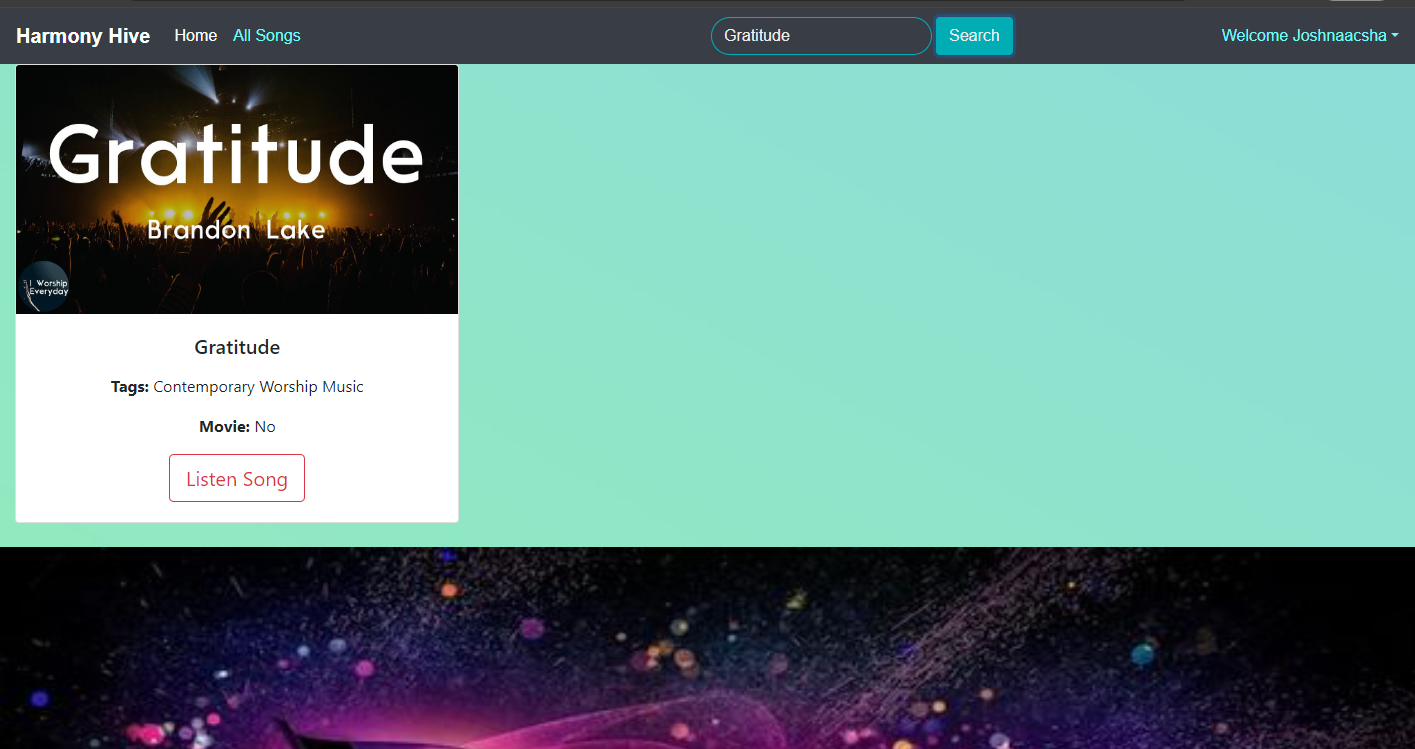 Harmony Hive Home All Songs Gratitude Search Welcome Joshnaacsha
Gratitude
Brandon Lake
I Worship
Everyday
Gratitude
Tags: Contemporary Worship Music
Movie: No
Listen Song